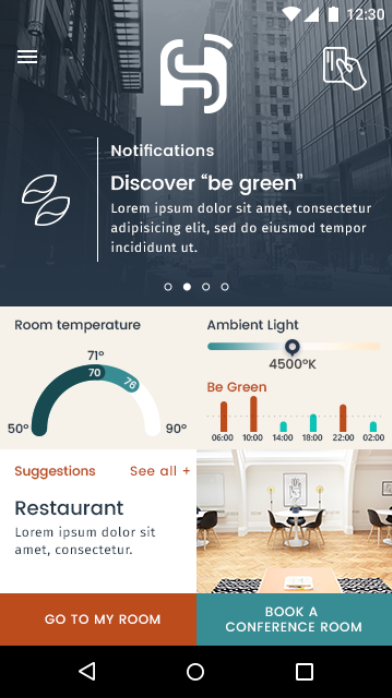 12:30
Notifications
Discover “be green”
Lorem ipsum dolor sit amet, consectetur
adipisicing elit, sed do eiusmod tempor
incididunt ut.
Room temperature
71°
70
76
50°
90°
Ambient Light
4500°K
Be Green
06:00 10:00 14:00 18:00 22:00 02:00
Suggestions
See all +
Restaurant
Lorem ipsum dolor sit
amet, consectetur.
GO TO MY ROOM
BOOK A
CONFERENCE ROOM